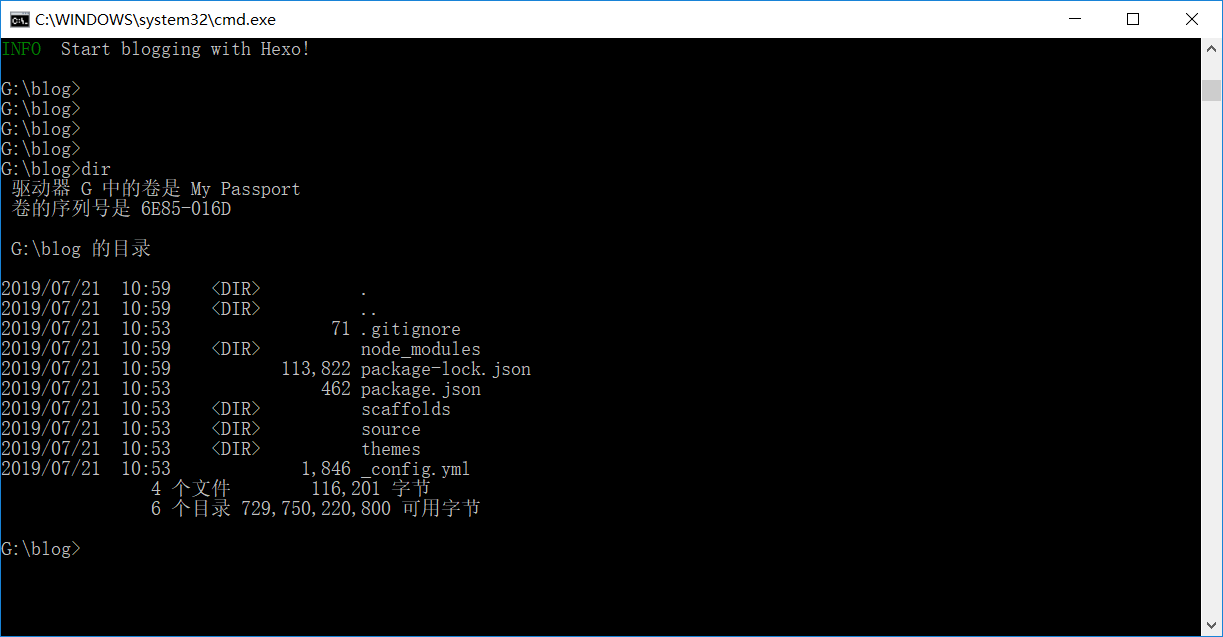 C:\WINDOWS\system32\cmd.exe
INFO  Start blogging with Hexo!
G:\blog>
G:\blog>
G:\blog>
G:\blog>
G:\blog>dir
 驱动器 G 中的卷是 My Passport
 卷的序列号是 6E85-016D
 G:\blog 的目录
2019/07/21  10:59    <DIR>          .
2019/07/21  10:59    <DIR>          ..
2019/07/21  10:53                71 .gitignore
2019/07/21  10:59    <DIR>          node_modules
2019/07/21  10:59           113,822 package-lock.json
2019/07/21  10:53               462 package.json
2019/07/21  10:53    <DIR>          scaffolds
2019/07/21  10:53    <DIR>          source
2019/07/21  10:53    <DIR>          themes
2019/07/21  10:53             1,846 _config.yml
               4 个文件        116,201 字节
               6 个目录 729,750,220,800 可用字节
G:\blog>